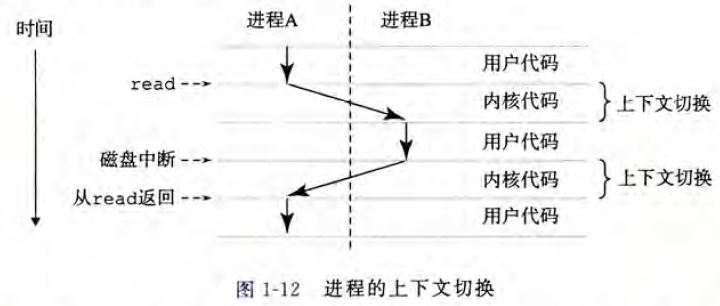 进程A 进程B
时间
用户代码
read
内核代码 上下文切换
用户代码
磁盘中断
内核代码 上下文切换
从read返回
用户代码
图 1-12 进程的上下文切换